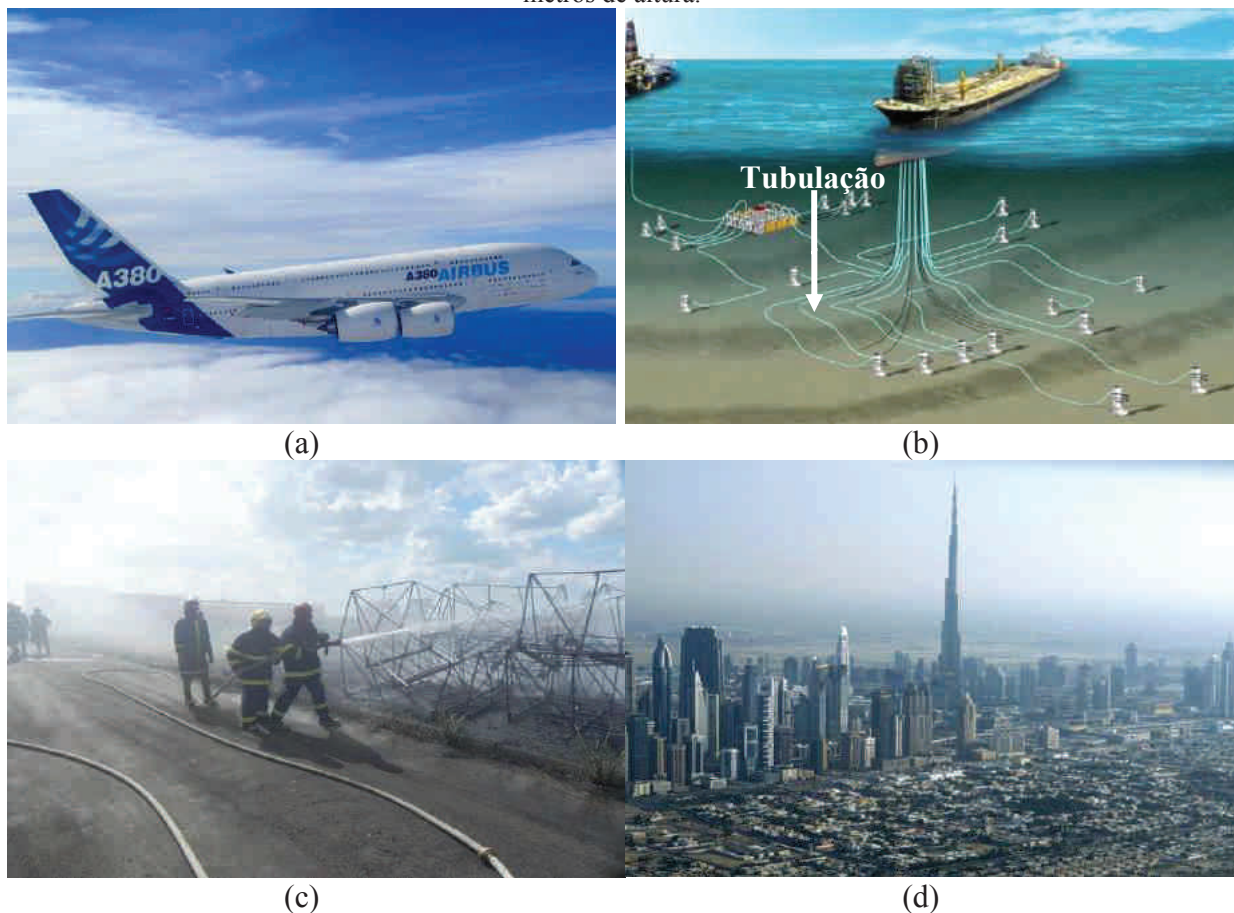 metros de altura.
Tubulação
A380
A380 AIRBUS
(a)
(b)
(c)
(d)